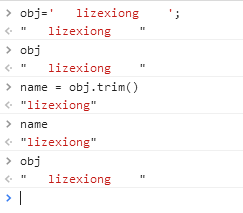 > obj='   lizexiong    ';
<· "   lizexiong    "
> obj
<· "   lizexiong    "
> name = obj.trim()
<· "lizexiong"
> name
<· "lizexiong"
> obj
<· "   lizexiong    "
>